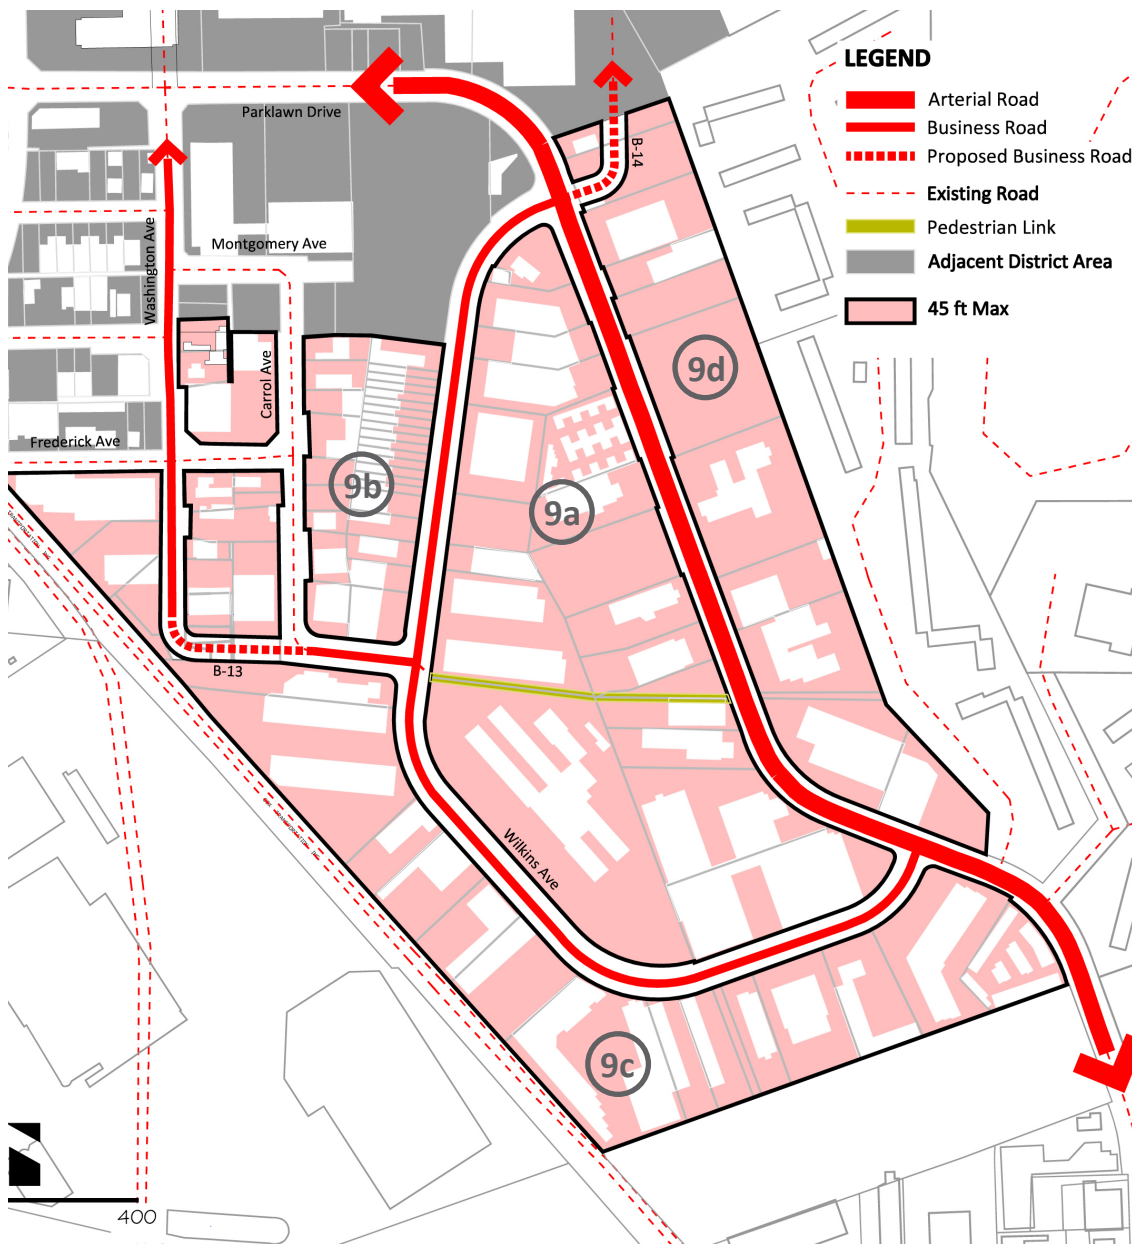 LEGEND
Arterial Road
Business Road
Proposed Business Road
Existing Road
Pedestrian Link
Adjacent District Area
45 ft Max
Parklawn Drive
B-14
Montgomery Ave
Washington Ave
Carrol Ave
Frederick Ave
9d
9b
9a
B-13
Wilkins Ave
9c
400